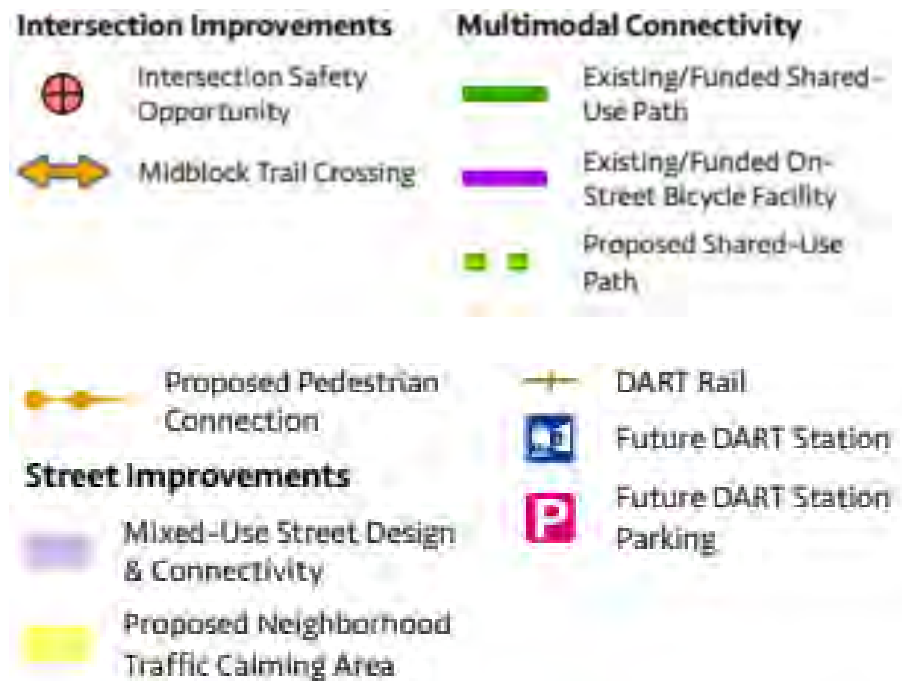 Intersection Improvements
Intersection Safety
Opportunity
Midblock Trail Crossing
Multimodal Connectivity
Existing/Funded Shared-
Use Path
Existing/Funded On-
Street Bicycle Facility
Proposed Shared-Use
Path
Proposed Pedestrian
Connection
Street Improvements
Mixed-Use Street Design
& Connectivity
Proposed Neighborhood
Traffic Calming Area
DART Rail
Future DART Station
P
Future DART Station
Parking